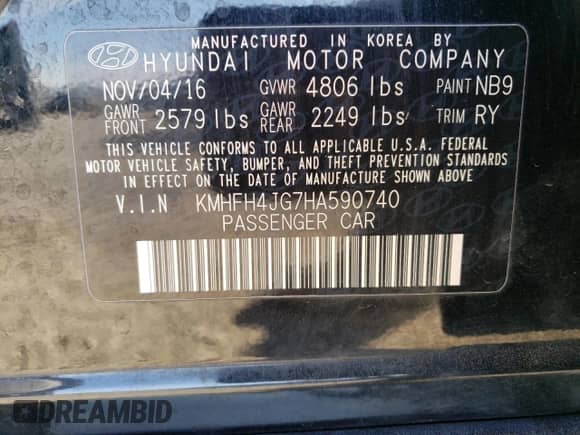 MANUFACTURED IN KOREA BY
HYUNDAI MOTOR COMPANY
NOV/04/16 GVWR 4806 lbs PAINT NB9
GAWR FRONT 2579 lbs GAWR REAR 2249 lbs TRIM RY
THIS VEHICLE CONFORMS TO ALL APPLICABLE U.S.A. FEDERAL
MOTOR VEHICLE SAFETY, BUMPER, AND THEFT PREVENTION STANDARDS
IN EFFECT ON THE DATE OF MANUFACTURE SHOWN ABOVE
V.I.N KMHFH4JG7HA590740
PASSENGER CAR
DREAMBID